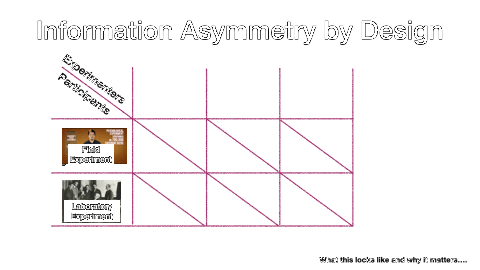 Information Asymmetry by Design
Experimenters
Participants
Field
Experiment
Laboratory
Experiment
What this looks like and why it matters....